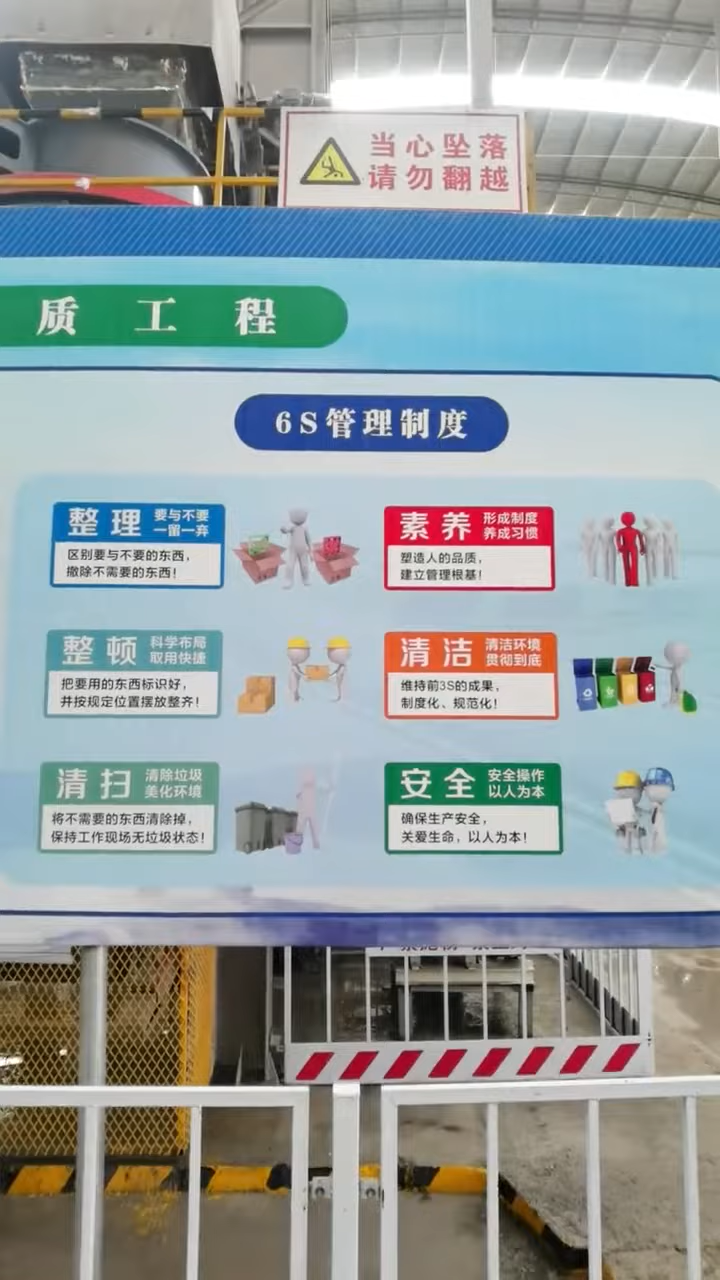 当心坠落
请勿翻越
质工程
6S管理制度
整理
要与不要
一留一弃
区别要与不要的东西，
撤除不需要的东西！
素养
形成制度
养成习惯
塑造人的品质，
建立管理根基！
整顿
科学布局
取用快捷
把要用的东西标识好，
并按规定位置摆放整齐！
清洁
清洁环境
贯彻到底
维持前3S的成果，
制度化、规范化！
清扫
清除垃圾
美化环境
将不需要的东西清除掉，
保持工作现场无垃圾状态！
安全
安全操作
以人为本
确保生产安全，
关爱生命，以人为本！